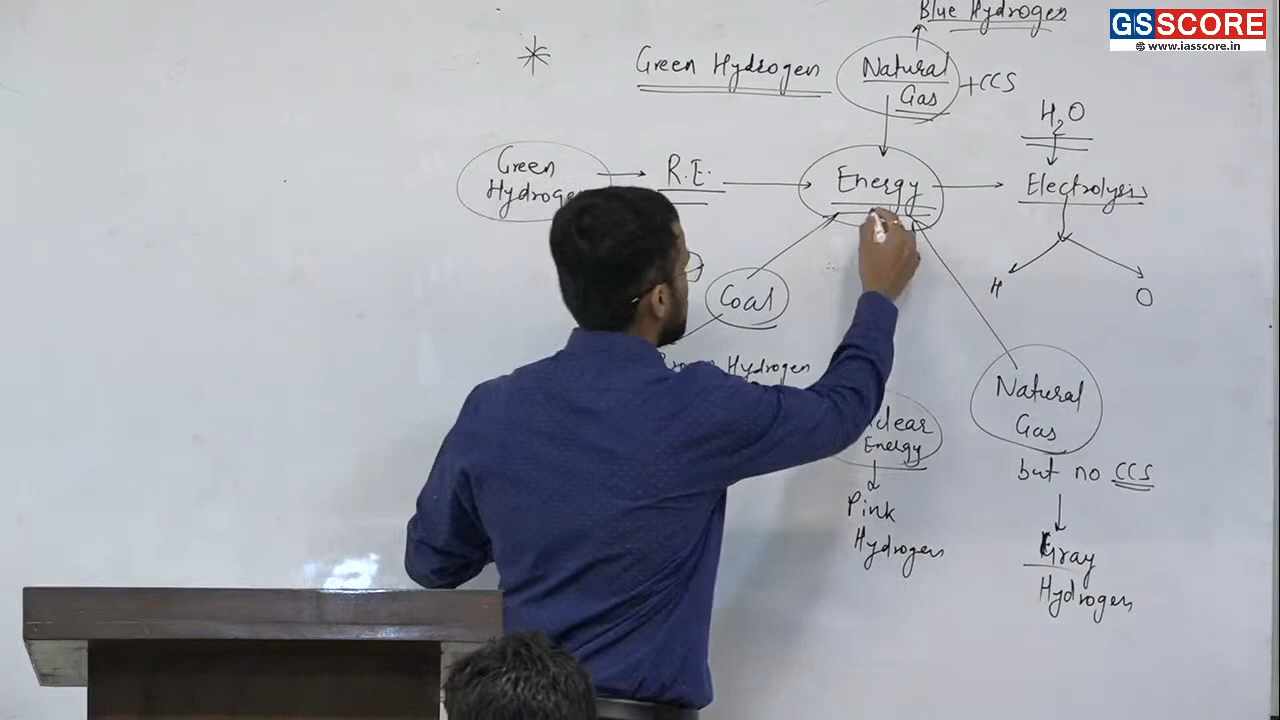 Blue Hydrogen
GSSCORE
www.iasscore.in
* Green Hydrogen
Natural
Gas
+CCS
H2O
Green
Hydrogen
R.E.
Energy
Electrolysis
H
O
Coal
Hydrogen
Natural
Gas
but no CCS
Energy
Pink
Hydrogen
Gray
Hydrogen